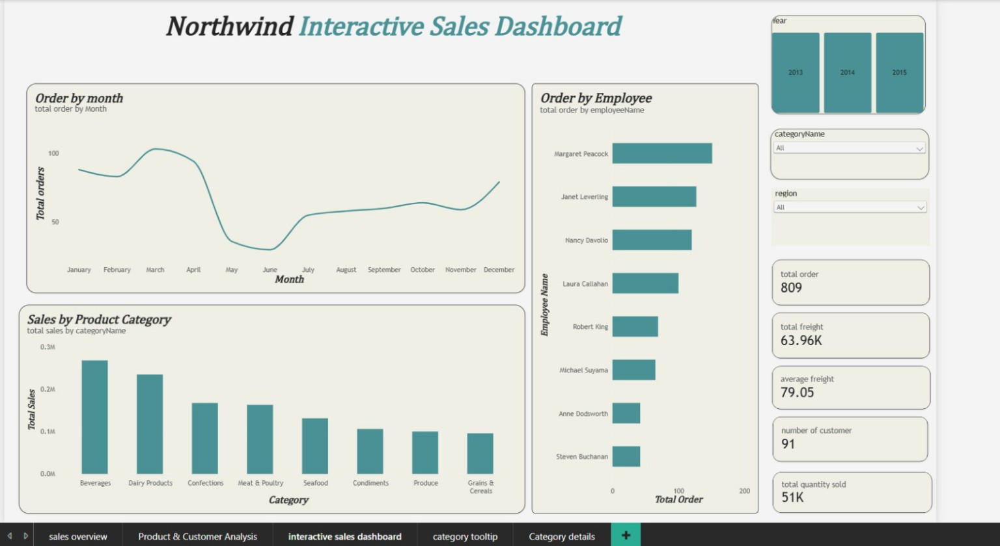 Northwind Interactive Sales Dashboard
Year
2013
2014
2015
Order by month
total order by Month
100
50
Total orders
January February March April May June July August September October November December
Month
Order by Employee
total order by employeeName
Employee Name
Margaret Peacock
Janet Leverling
Nancy Davolio
Laura Callahan
Robert King
Michael Suyama
Anne Dodsworth
Steven Buchanan
0 100 200
Total Order
categoryName
All
region
All
total order
809
total freight
63.96K
average freight
79.05
number of customer
91
total quantity sold
51K
Sales by Product Category
total sales by categoryName
0.3M
0.2M
0.1M
0.0M
Total Sales
Beverages Dairy Products Confections Meat & Poultry Seafood Condiments Produce Grains &
Cereals
Category
sales overview
Product & Customer Analysis
interactive sales dashboard
category tooltip
Category details
+